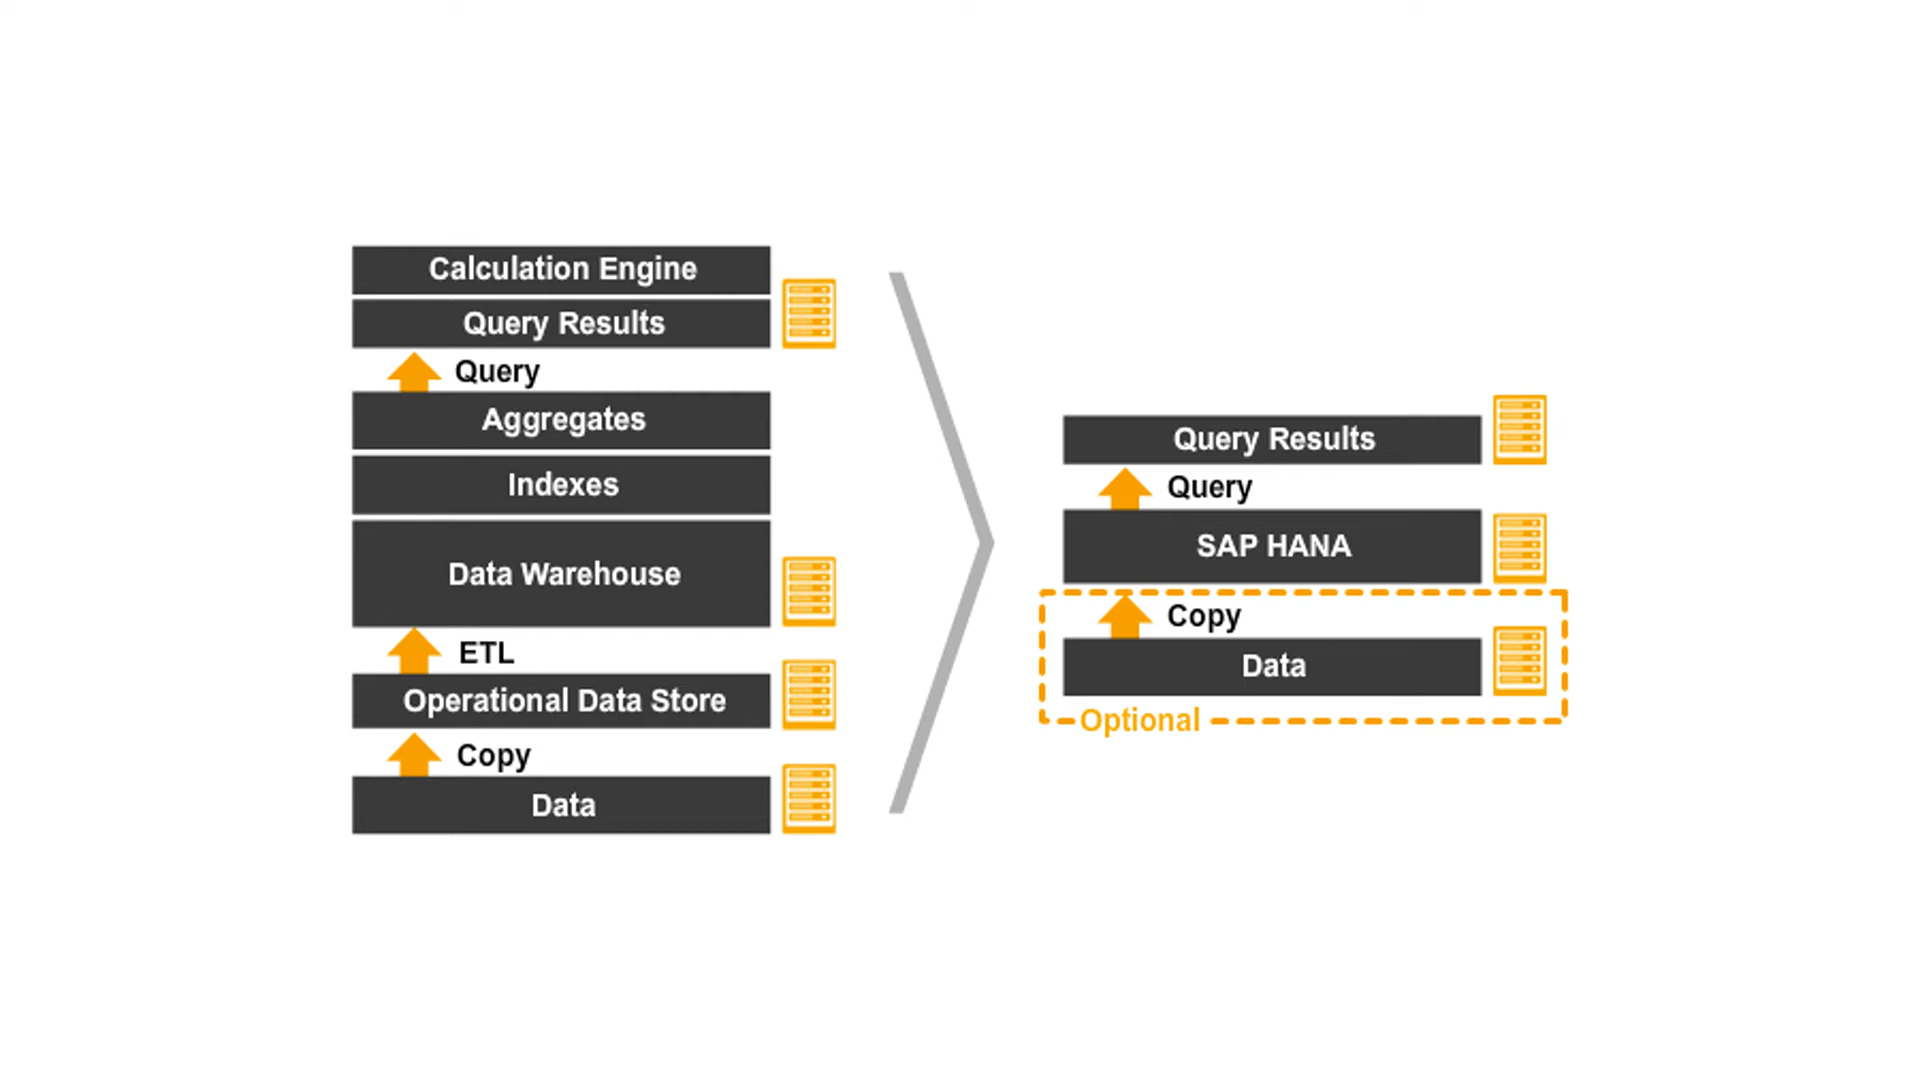 Calculation Engine
Query Results
Query
Aggregates
Indexes
Data Warehouse
ETL
Operational Data Store
Copy
Data
Query Results
Query
SAP HANA
Copy
Data
Optional